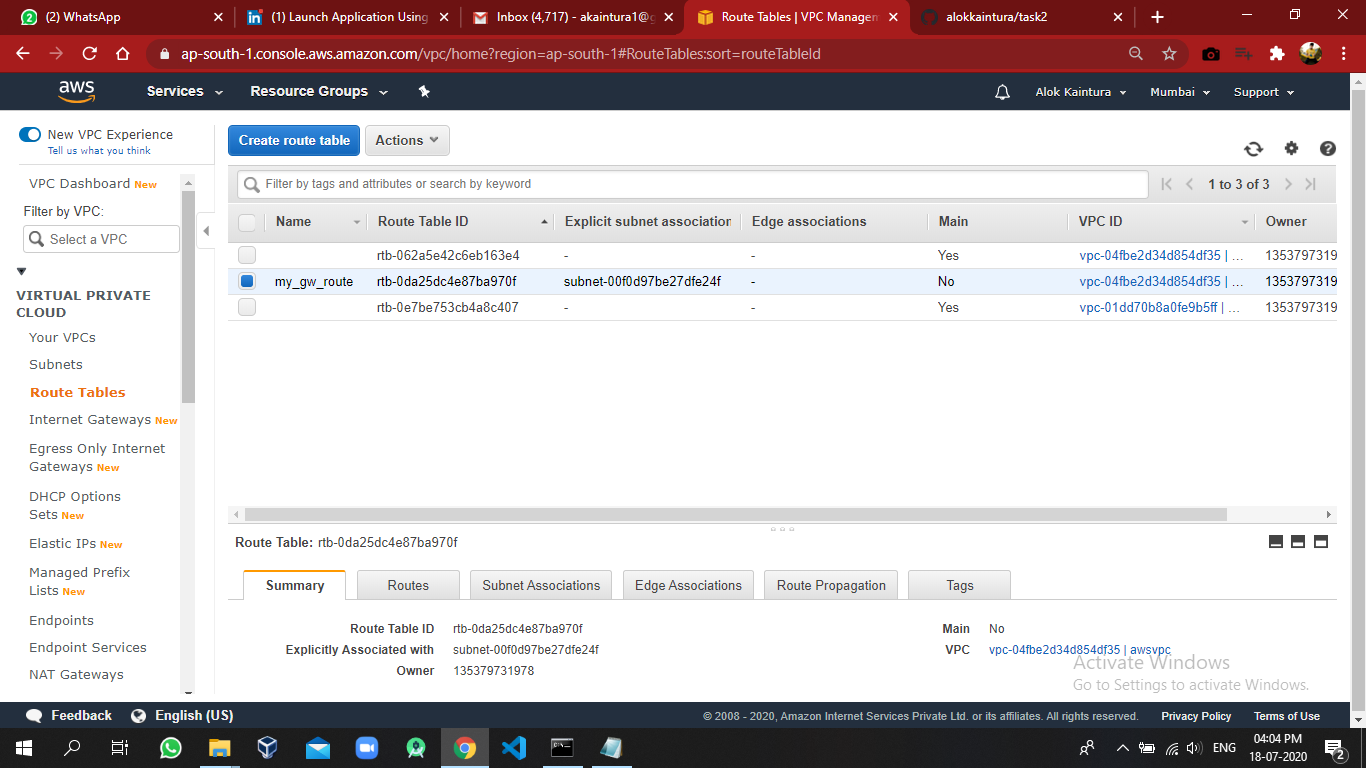 (2) WhatsApp
(1) Launch Application Using
Inbox (4,717) - akaintura1@g
Route Tables | VPC Managem
alokkaintura/task2
ap-south-1.console.aws.amazon.com/vpc/home?region=ap-south-1#RouteTables:sort=routeTableId
aws
Services
Resource Groups
Alok Kaintura
Mumbai
Support
New VPC Experience
Tell us what you think
VPC Dashboard New
Filter by VPC:
Select a VPC
VIRTUAL PRIVATE
CLOUD
Your VPCs
Subnets
Route Tables
Internet Gateways New
Egress Only Internet
Gateways New
DHCP Options
Sets New
Elastic IPs New
Managed Prefix
Lists New
Endpoints
Endpoint Services
NAT Gateways
Create route table
Actions
Filter by tags and attributes or search by keyword
1 to 3 of 3
Name Route Table ID Explicit subnet association Edge associations Main VPC ID Owner
rtb-062a5e42c6eb163e4 - - Yes vpc-04fbe2d34d854df35 | ... 1353797319
my_gw_route rtb-0da25dc4e87ba970f subnet-00f0d97be27dfe24f - No vpc-04fbe2d34d854df35 | ... 1353797319
rtb-0e7be753cb4a8c407 - - Yes vpc-01dd70b8a0fe9b5ff | ... 1353797319
Route Table: rtb-0da25dc4e87ba970f
Summary
Routes
Subnet Associations
Edge Associations
Route Propagation
Tags
Route Table ID rtb-0da25dc4e87ba970f
Main No
Explicitly Associated with subnet-00f0d97be27dfe24f
VPC vpc-04fbe2d34d854df35 | awsvpc
Owner 135379731978
Activate Windows
Go to Settings to activate Windows.
Feedback
English (US)
© 2008 - 2020, Amazon Internet Services Private Ltd. or its affiliates. All rights reserved.
Privacy Policy
Terms of Use
ENG
04:04 PM
18-07-2020
2